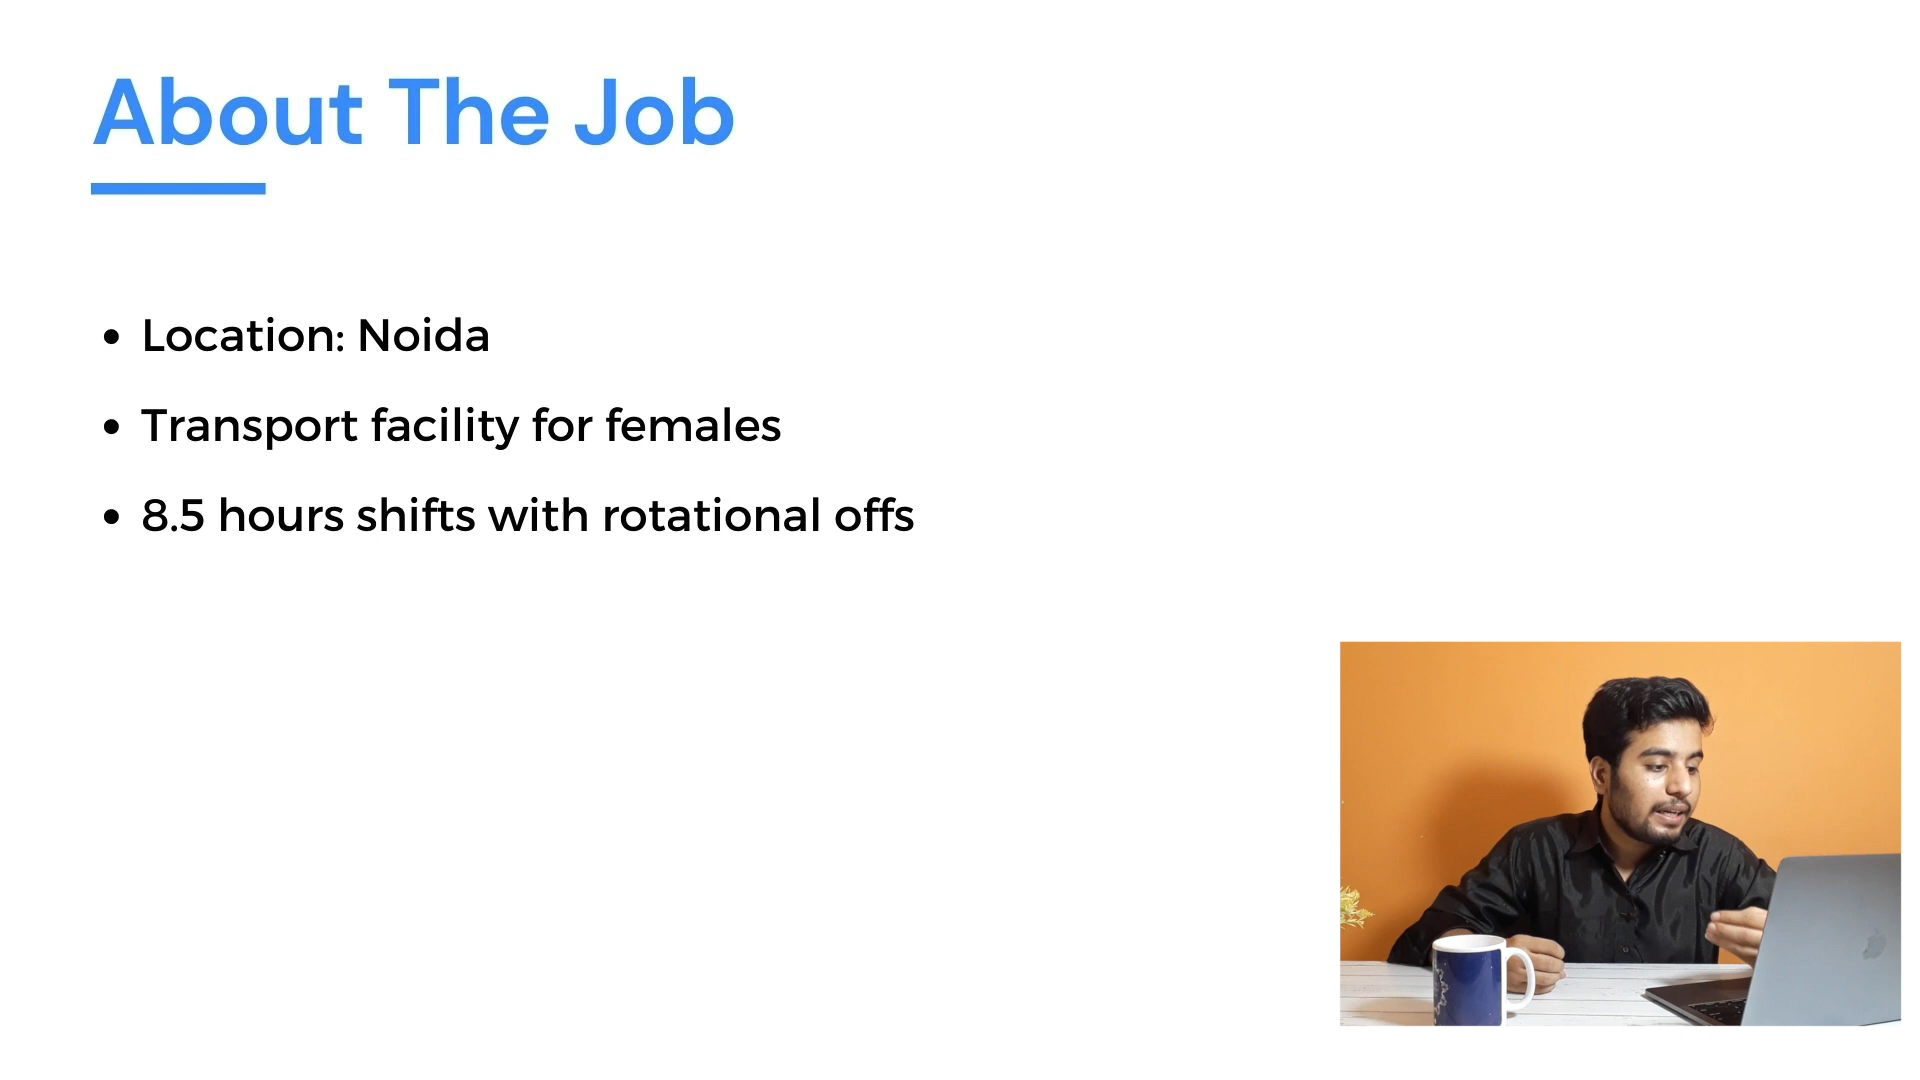 About The Job
• Location: Noida
• Transport facility for females
• 8.5 hours shifts with rotational offs